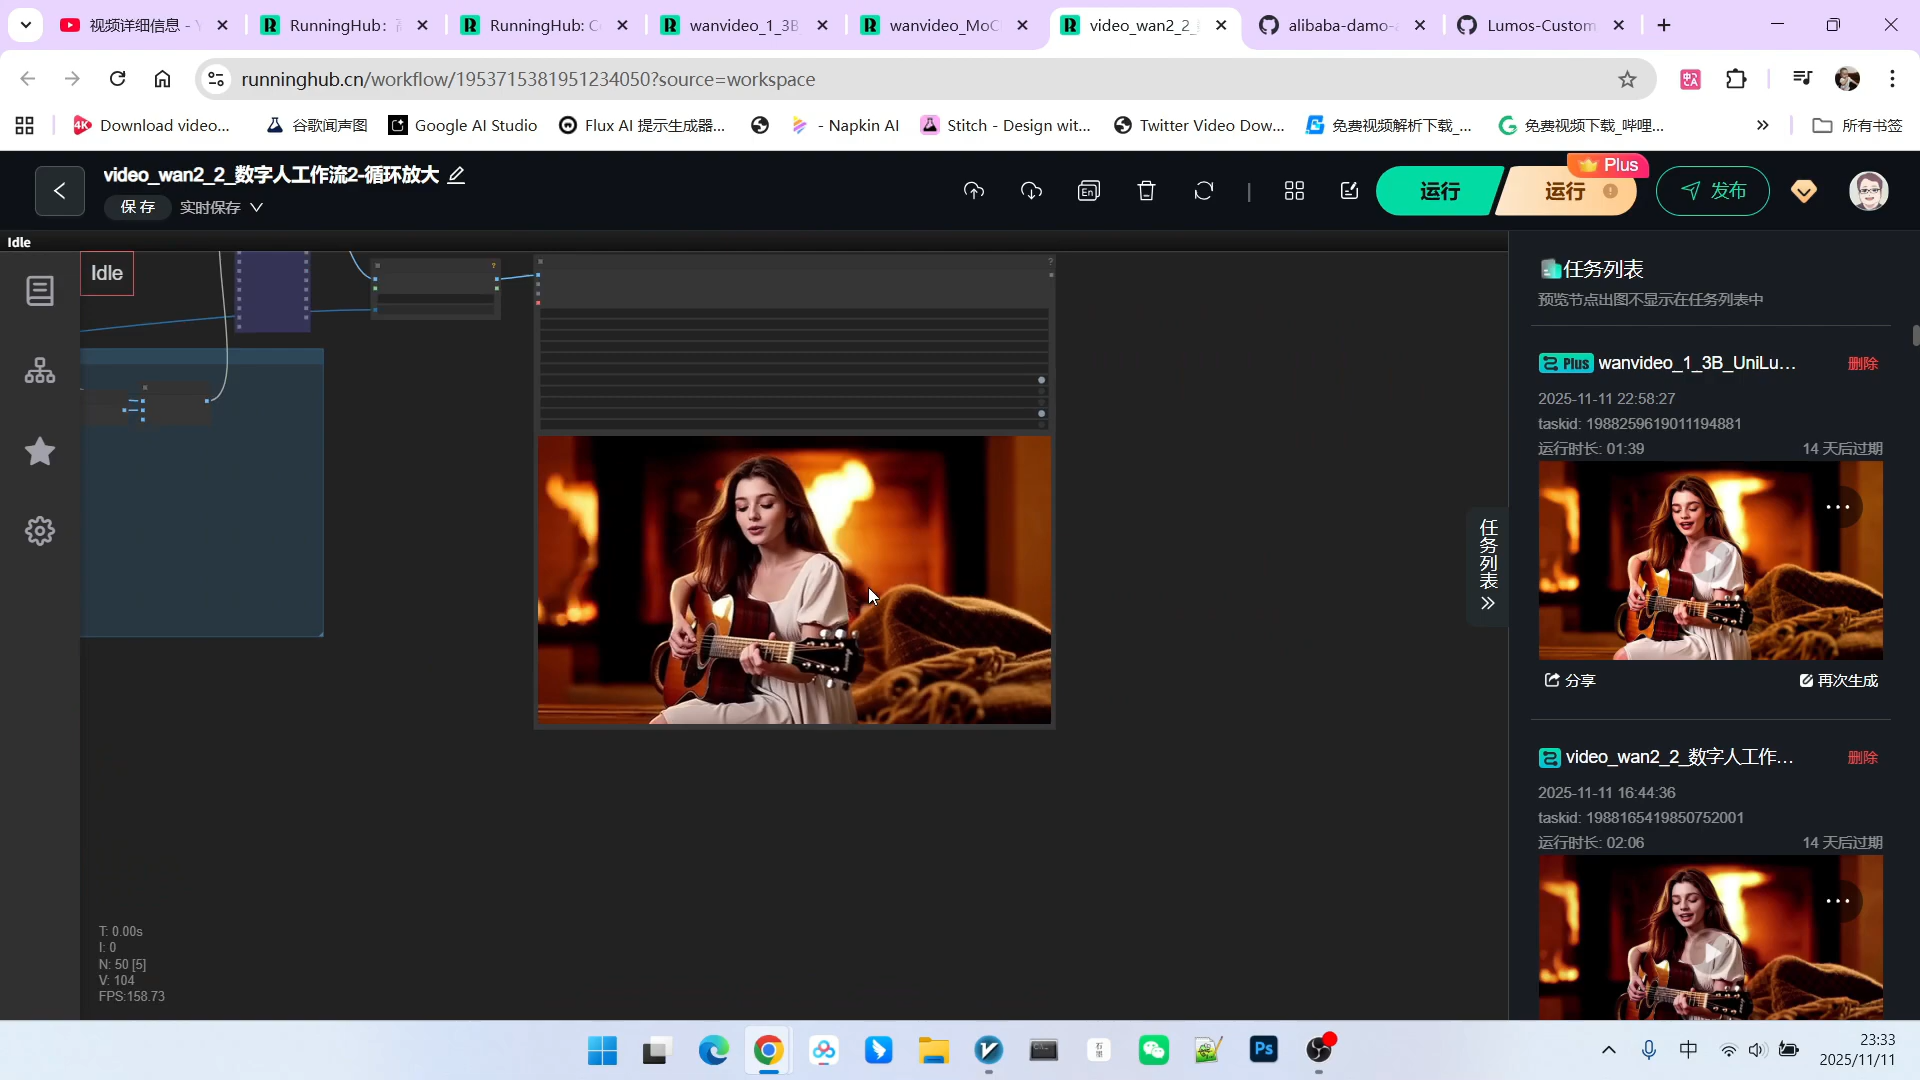 视频详细信息 - Y
RunningHub：
RunningHub: C
wanvideo_1_3B
wanvideo_MoC
video_wan2_2_
alibaba-damo-
Lumos-Custom
runninghub.cn/workflow/1953715381951234050?source=workspace
Download video...
谷歌闻声图
Google AI Studio
Flux AI 提示生成器...
- Napkin AI
Stitch - Design wit...
Twitter Video Dow...
免费视频解析下载_...
免费视频下载_哔哩...
所有书签
video_wan2_2_数字人工作流2-循环放大
保存
实时保存
En
运行
运行
Plus
发布
Idle
Idle
任务列表
T: 0.00s
I: 0
N: 50 [5]
V: 104
FPS:158.73
任务列表
预览节点出图不显示在任务列表中
Plus
wanvideo_1_3B_UniLu...
删除
2025-11-11 22:58:27
taskid: 1988259619011194881
运行时长: 01:39
14 天后过期
分享
再次生成
video_wan2_2_数字人工作...
删除
2025-11-11 16:44:36
taskid: 1988165419850752001
运行时长: 02:06
14 天后过期
Ps
中
23:33
2025/11/11